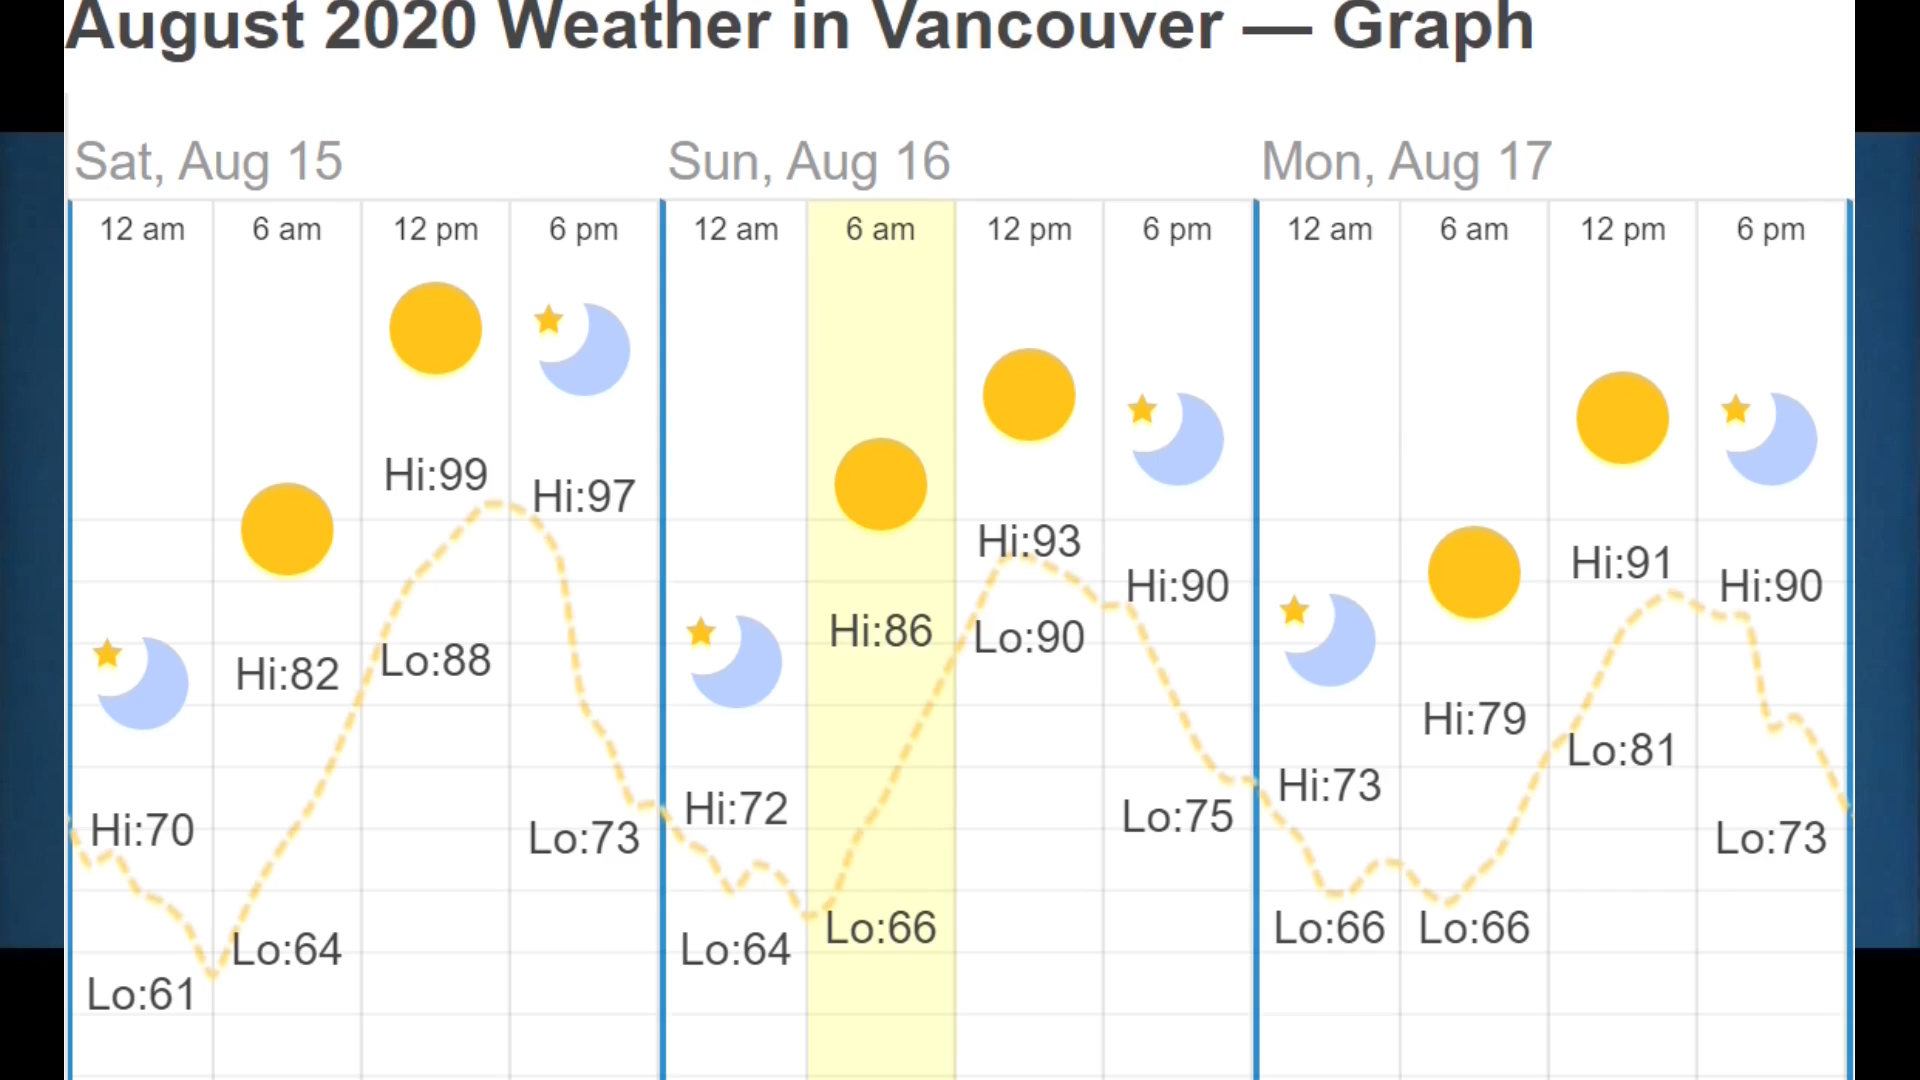 August 2020 Weather in Vancouver — Graph
Sat, Aug 15 Sun, Aug 16 Mon, Aug 17
12 am 6 am 12 pm 6 pm 12 am 6 am 12 pm 6 pm 12 am 6 am 12 pm 6 pm
Hi:70 Hi:82 Hi:99 Hi:97 Hi:72 Hi:86 Hi:93 Hi:90 Hi:73 Hi:79 Hi:91 Hi:90
Lo:61 Lo:64 Lo:88 Lo:73 Lo:64 Lo:66 Lo:90 Lo:75 Lo:66 Lo:66 Lo:81 Lo:73